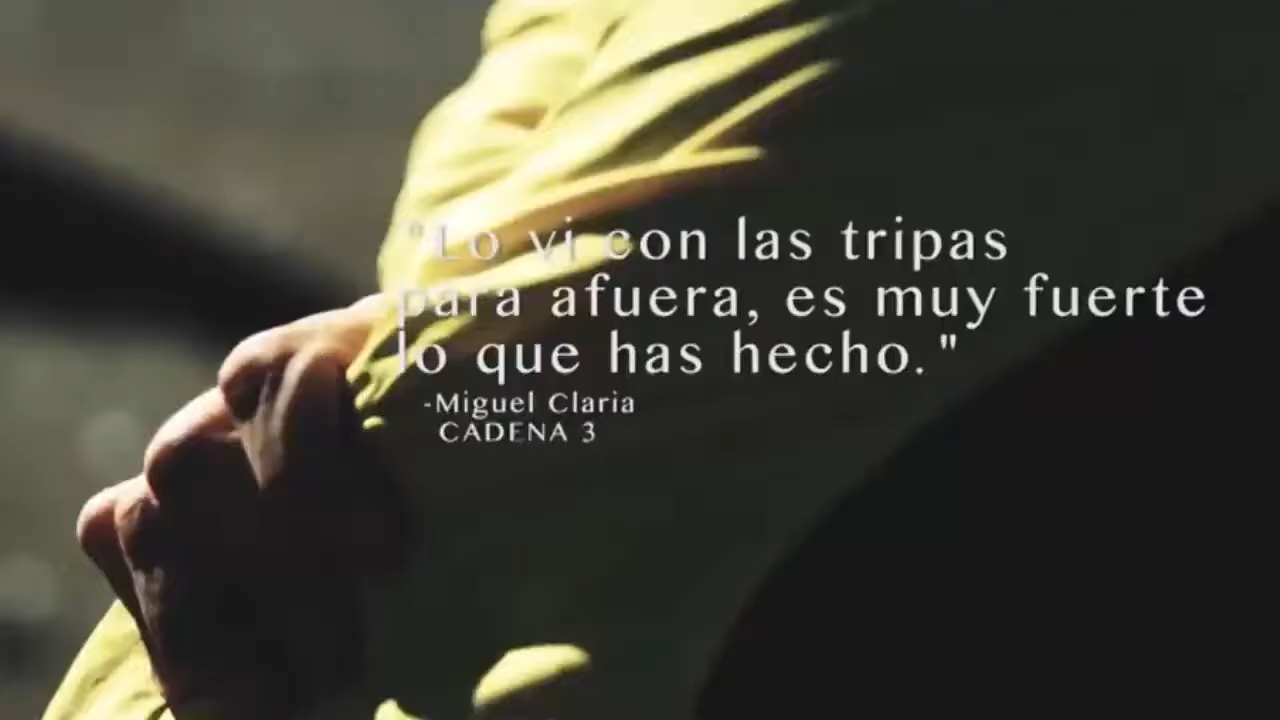 "Lo vi con las tripas
para afuera, es muy fuerte
lo que has hecho."
-Miguel Claria
CADENA 3